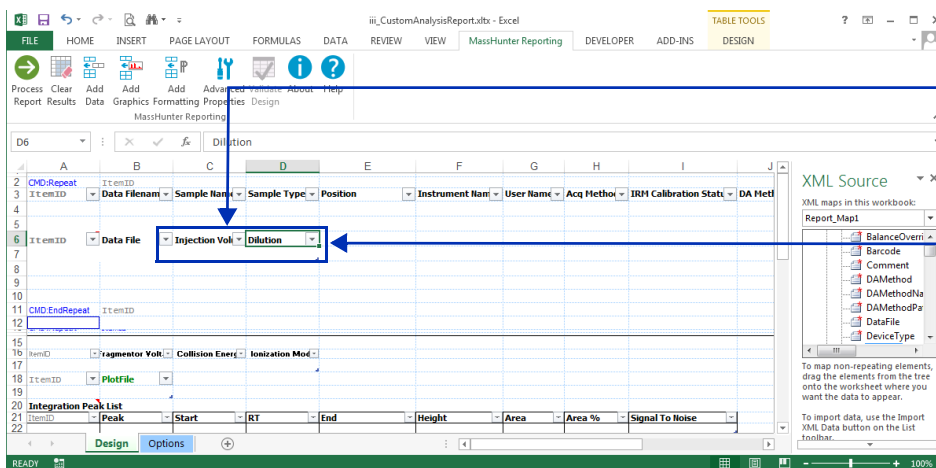 iii_CustomAnalysisReport.xltx - Excel
TABLE TOOLS
FILE HOME INSERT PAGE LAYOUT FORMULAS DATA REVIEW VIEW MassHunter Reporting DEVELOPER ADD-INS DESIGN
Process Clear Add Add Add Advanced Validate About Help
Report Results Data Graphics Formatting Properties Design
MassHunter Reporting
D6 fx Dilution
A B C D E F G H I J
2 CMD:Repeat ItemID
3 ItemID Data Filenam Sample Name Sample Type Position Instrument Nam User Name Acq Metho IRM Calibration Statu DA Meth
4
5
6 ItemID Data File Injection Vol Dilution
7
8
9
10
11 CMD:EndRepeat ItemID
12
15
16 ItemID Fragmentor Volt Collision Energ Ionization Mod
17
18 ItemID PlotFile
19
20 Integration Peak List
21 ItemID Peak Start RT End Height Area Area % Signal To Noise
22
Design Options
READY 100%
XML Source
XML maps in this workbook:
Report_Map1
BalanceOverri
Barcode
Comment
DAMethod
DAMethodNa
DAMethodPa
DataFile
DeviceType
To map non-repeating elements,
drag the elements from the tree
onto the worksheet where you
want the data to appear.
To import data, use the Import
XML Data button on the List
toolbar.